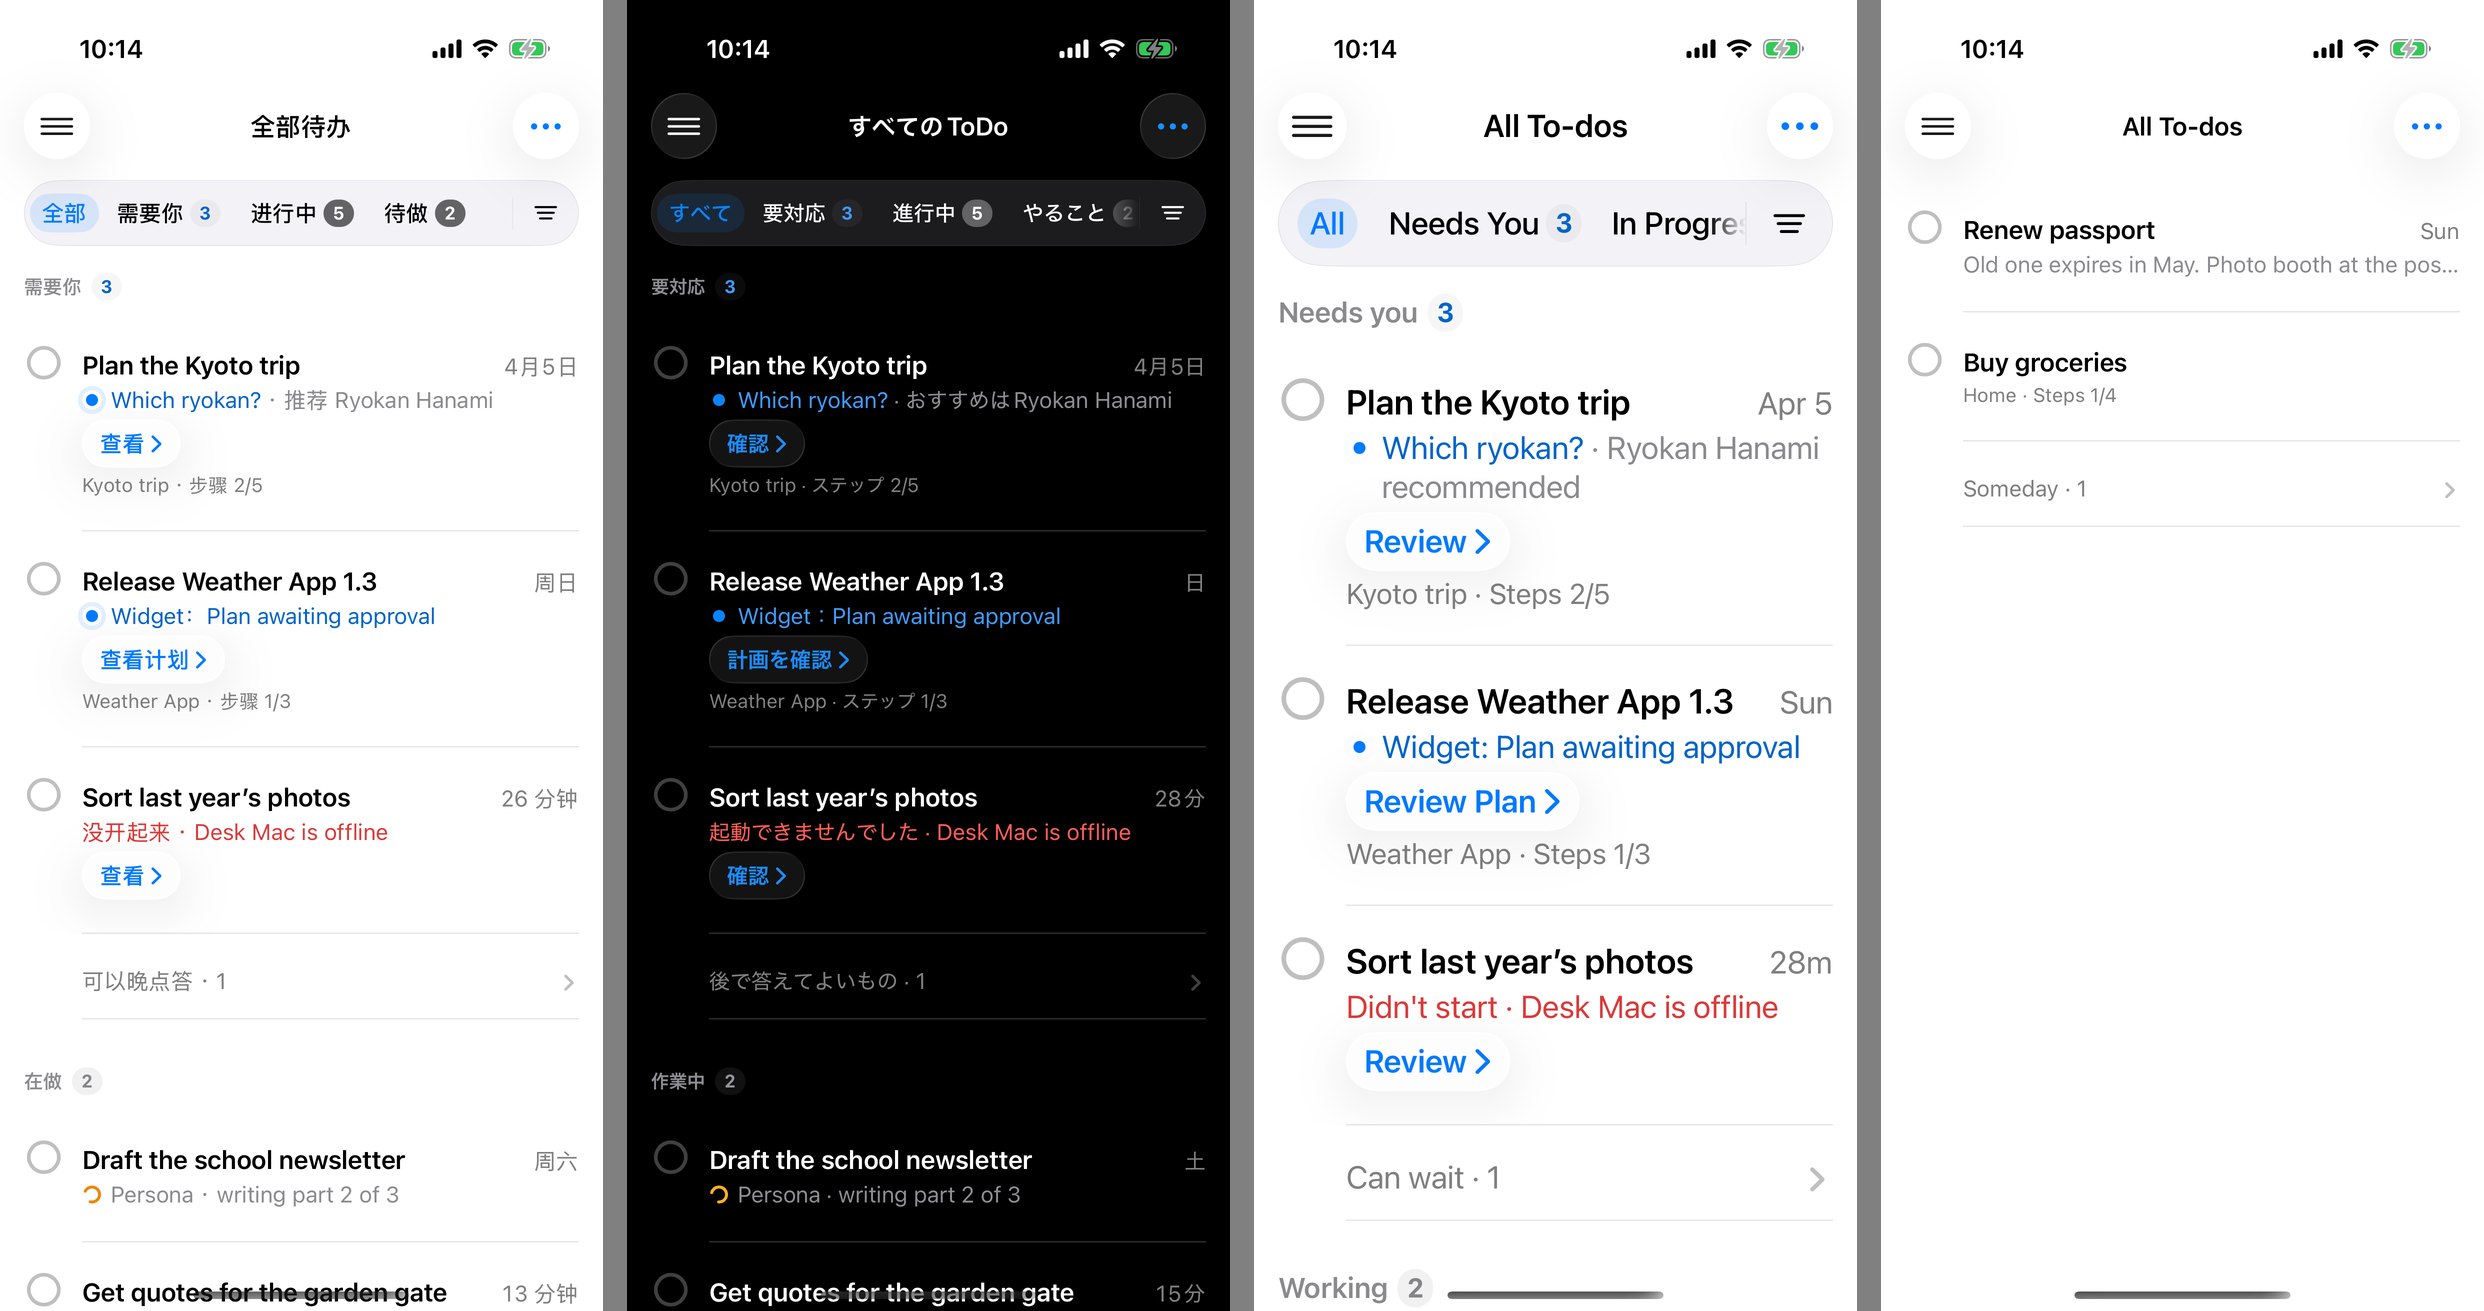 10:14
全部待办
全部 需要你 3 进行中 5 待做 2
需要你 3
Plan the Kyoto trip 4月5日
Which ryokan? · 推荐 Ryokan Hanami
查看
Kyoto trip · 步骤 2/5
Release Weather App 1.3 周日
Widget： Plan awaiting approval
查看计划
Weather App · 步骤 1/3
Sort last year’s photos 26 分钟
没开起来 · Desk Mac is offline
查看
可以晚点答 · 1
在做 2
Draft the school newsletter 周六
Persona · writing part 2 of 3
Get quotes for the garden gate 13 分钟
10:14
すべての ToDo
すべて 要対応 3 進行中 5 やること 2
要対応 3
Plan the Kyoto trip 4月5日
Which ryokan? · おすすめは Ryokan Hanami
確認
Kyoto trip · ステップ 2/5
Release Weather App 1.3 日
Widget：Plan awaiting approval
計画を確認
Weather App · ステップ 1/3
Sort last year’s photos 28分
起動できませんでした · Desk Mac is offline
確認
後で答えてよいもの · 1
作業中 2
Draft the school newsletter 土
Persona · writing part 2 of 3
Get quotes for the garden gate 15分
10:14
All To-dos
All Needs You 3 In Progres
Needs you 3
Plan the Kyoto trip Apr 5
Which ryokan? · Ryokan Hanami
recommended
Review
Kyoto trip · Steps 2/5
Release Weather App 1.3 Sun
Widget: Plan awaiting approval
Review Plan
Weather App · Steps 1/3
Sort last year’s photos 28m
Didn't start · Desk Mac is offline
Review
Can wait · 1
Working 2
10:14
All To-dos
Renew passport Sun
Old one expires in May. Photo booth at the pos...
Buy groceries
Home · Steps 1/4
Someday · 1